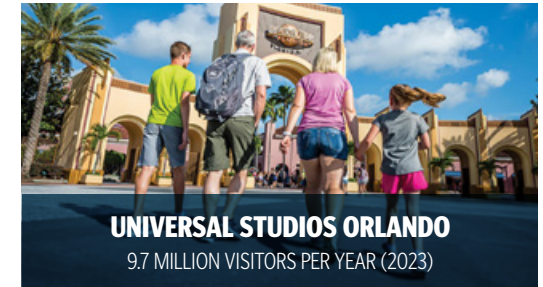 UNIVERSAL STUDIOS ORLANDO
9.7 MILLION VISITORS PER YEAR (2023)